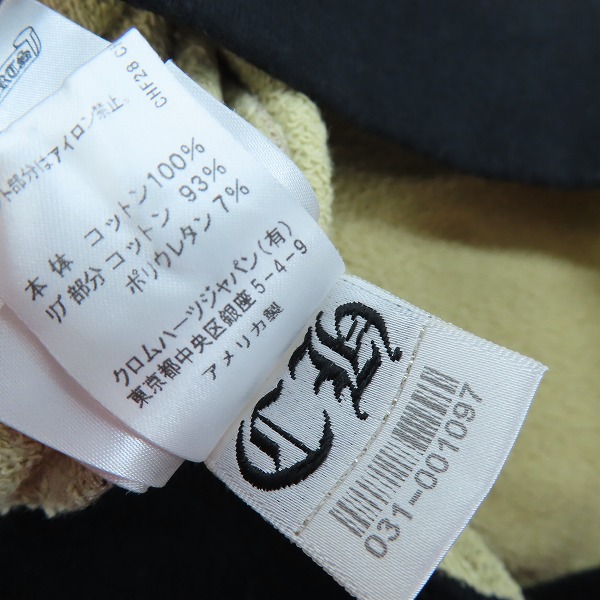 CHF28 C
ト部分はアイロン禁止。
本体 コットン100%
リブ部分 コットン 93%
ポリウレタン 7%
クロムハーツジャパン(有)
東京都中央区銀座5-4-9
アメリカ製
CH
031-001097